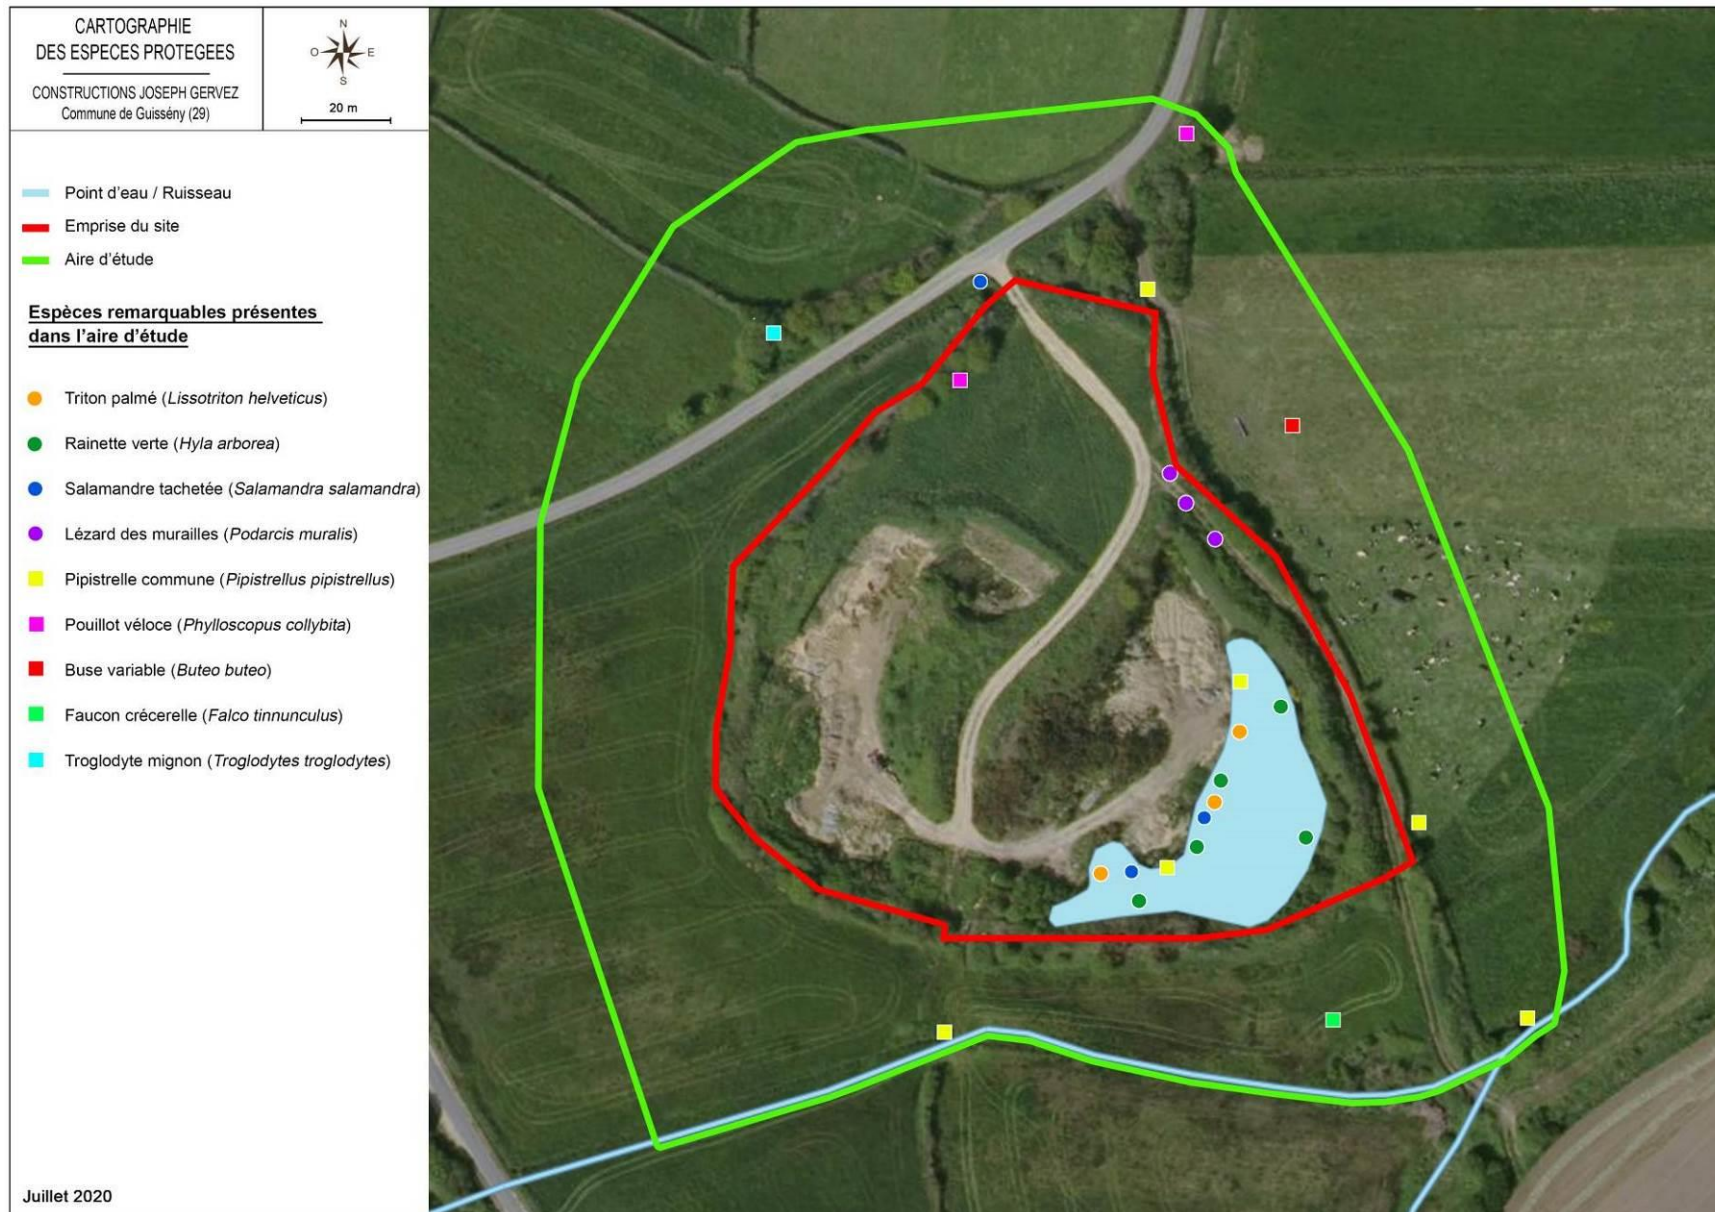 CARTOGRAPHIE
DES ESPECES PROTEGEES
CONSTRUCTIONS JOSEPH GERVEZ
Commune de Guissény (29)
N
O
E
S
20 m
Point d'eau / Ruisseau
Emprise du site
Aire d'étude
Espèces remarquables présentes
dans l'aire d'étude
Triton palmé (Lissotriton helveticus)
Rainette verte (Hyla arborea)
Salamandre tachetée (Salamandra salamandra)
Lézard des murailles (Podarcis muralis)
Pipistrelle commune (Pipistrellus pipistrellus)
Pouillot véloce (Phylloscopus collybita)
Buse variable (Buteo buteo)
Faucon crécerelle (Falco tinnunculus)
Troglodyte mignon (Troglodytes troglodytes)
Juillet 2020